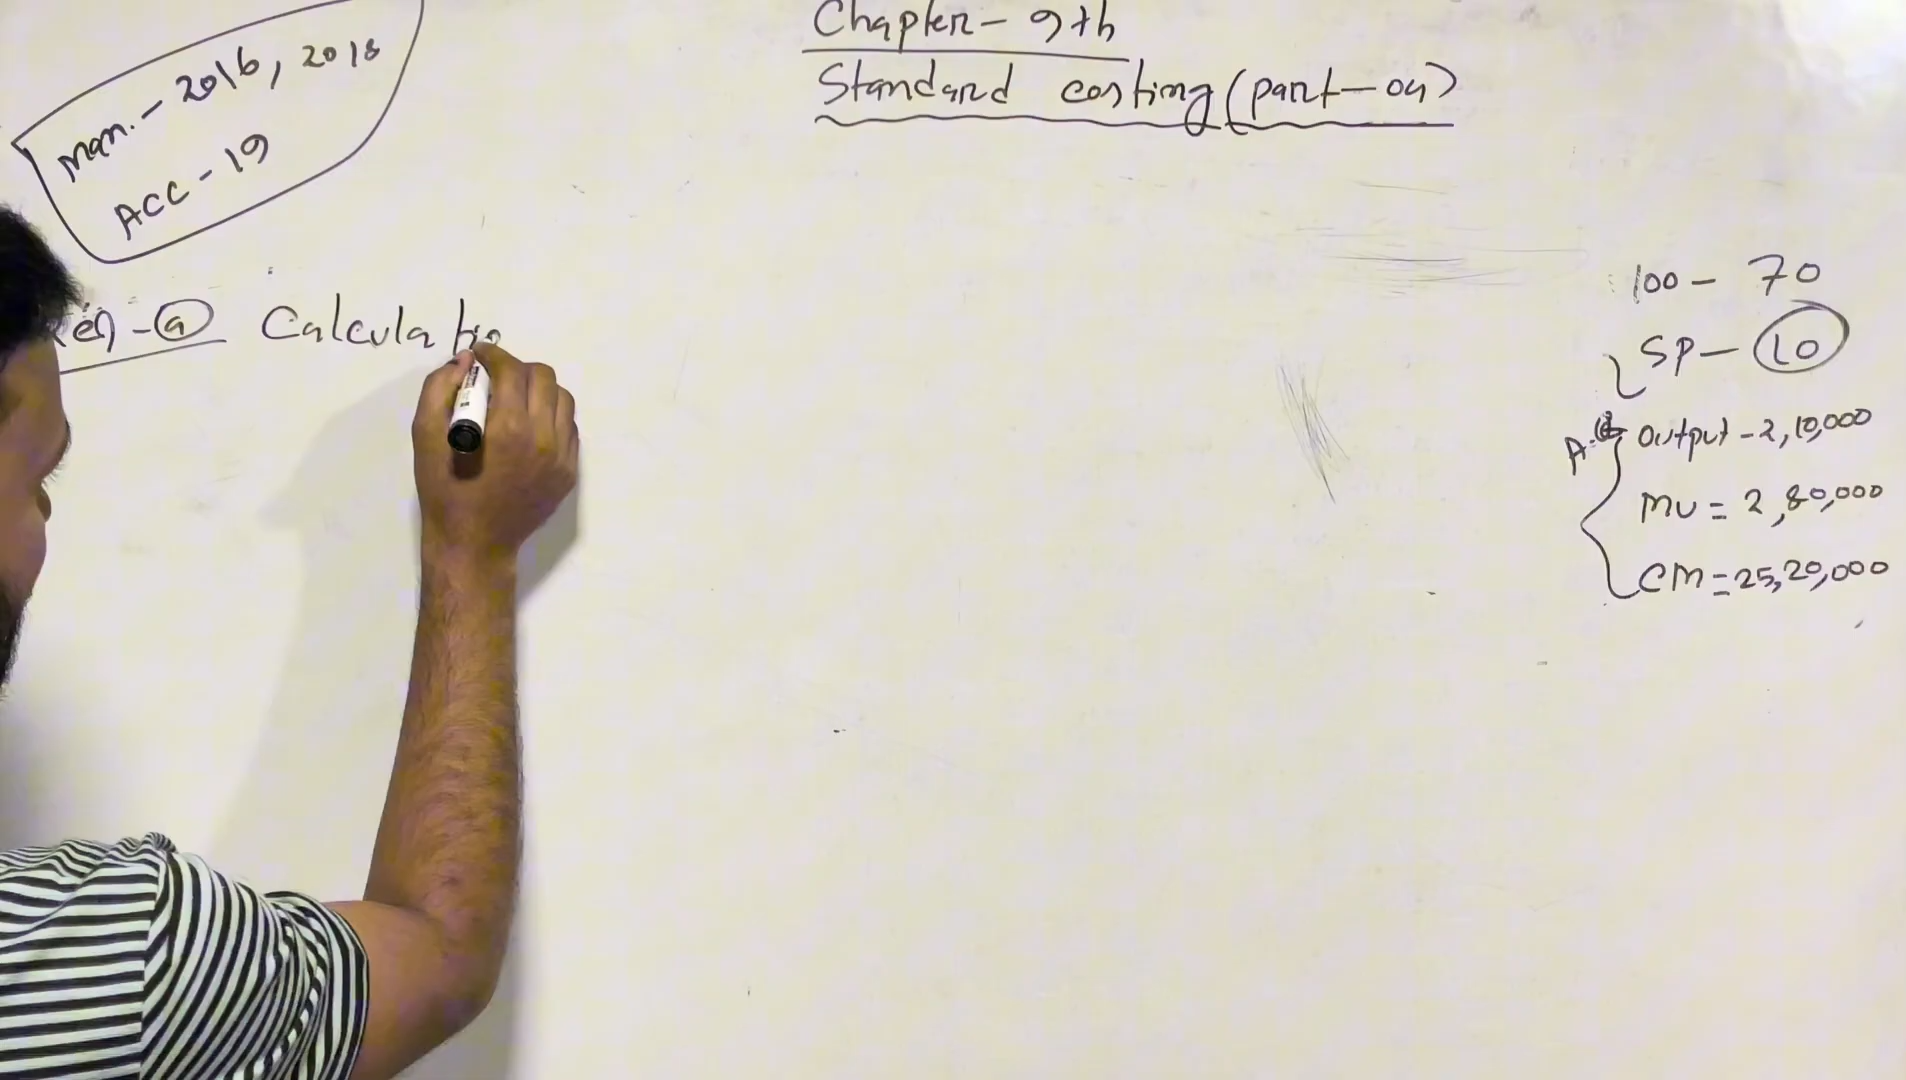 Chapter - 9th
Standard costing (part-04)
Man. - 2016, 2018
ACC - 19
Calculatio
100 - 70
SP - 10
Output - 2,10,000
MU = 2,80,000
CM = 25,20,000